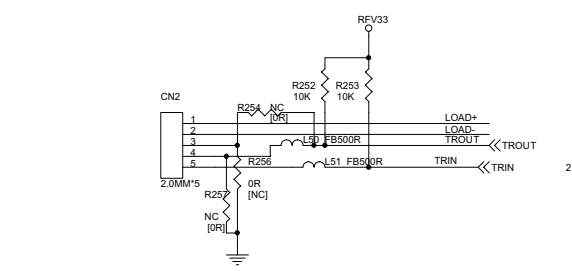 RFV33
R252 R253
10K 10K
CN2
R254 NC
[0R]
1 LOAD+
2 LOAD-
3 L50 FB500R TROUT TROUT
4
5 R256 L51 FB500R TRIN TRIN 2
2.0MM*5
R257 0R
[NC]
NC
[0R]